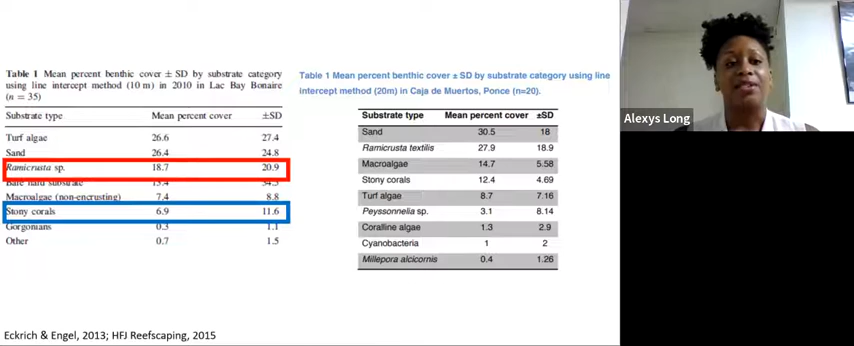 Table 1 Mean percent benthic cover ± SD by substrate category
using line intercept method (10 m) in 2010 in Lac Bay Bonaire
(n = 35)
Substrate type Mean percent cover ±SD
Turf algae 26.6 27.4
Sand 26.4 24.8
Ramicrusta sp. 18.7 20.9
Bare hard substrate 13.4 34.5
Macroalgae (non-encrusting) 7.4 8.8
Stony corals 6.9 11.6
Gorgonians 0.3 1.1
Other 0.7 1.5
Table 1 Mean percent benthic cover ± SD by substrate category using line
intercept method (20m) in Caja de Muertos, Ponce (n=20).
Substrate type Mean percent cover ±SD
Sand 30.5 18
Ramicrusta textilis 27.9 18.9
Macroalgae 14.7 5.58
Stony corals 12.4 4.69
Turf algae 8.7 7.16
Peyssonnelia sp. 3.1 8.14
Coralline algae 1.3 2.9
Cyanobacteria 1 2
Millepora alcicornis 0.4 1.26
Eckrich & Engel, 2013; HFJ Reefscaping, 2015
Alexys Long